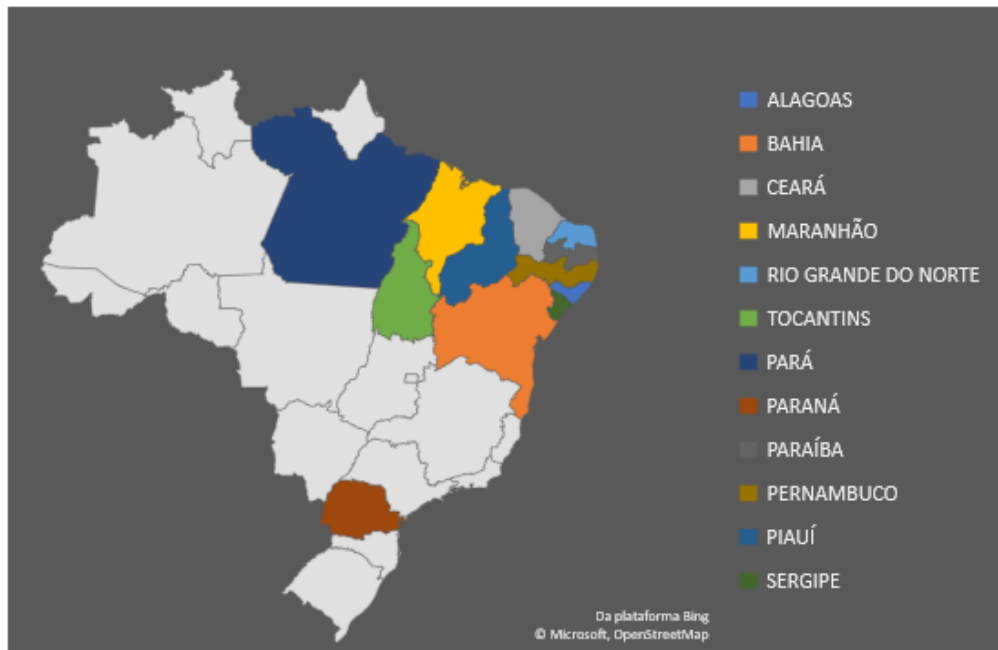 ALAGOAS
BAHIA
CEARÁ
MARANHÃO
RIO GRANDE DO NORTE
TOCANTINS
PARÁ
PARANÁ
PARAÍBA
PERNAMBUCO
PIAUÍ
SERGIPE
Da plataforma Bing
© Microsoft, OpenStreetMap